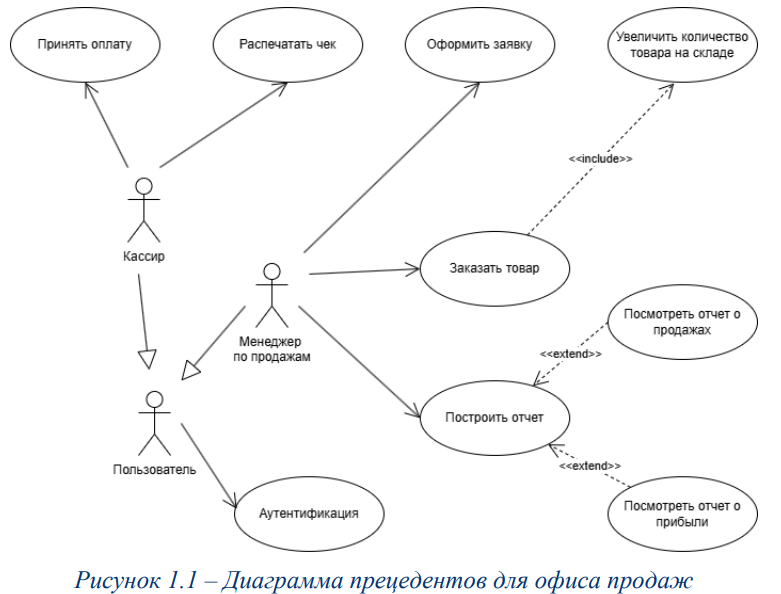 Принять оплату
Распечатать чек
Оформить заявку
Увеличить количество
товара на складе
<<include>>
Кассир
Заказать товар
Менеджер
по продажам
Посмотреть отчет о
продажах
<<extend>>
Построить отчет
Пользователь
<<extend>>
Аутентификация
Посмотреть отчет о
прибыли
Рисунок 1.1 – Диаграмма прецедентов для офиса продаж